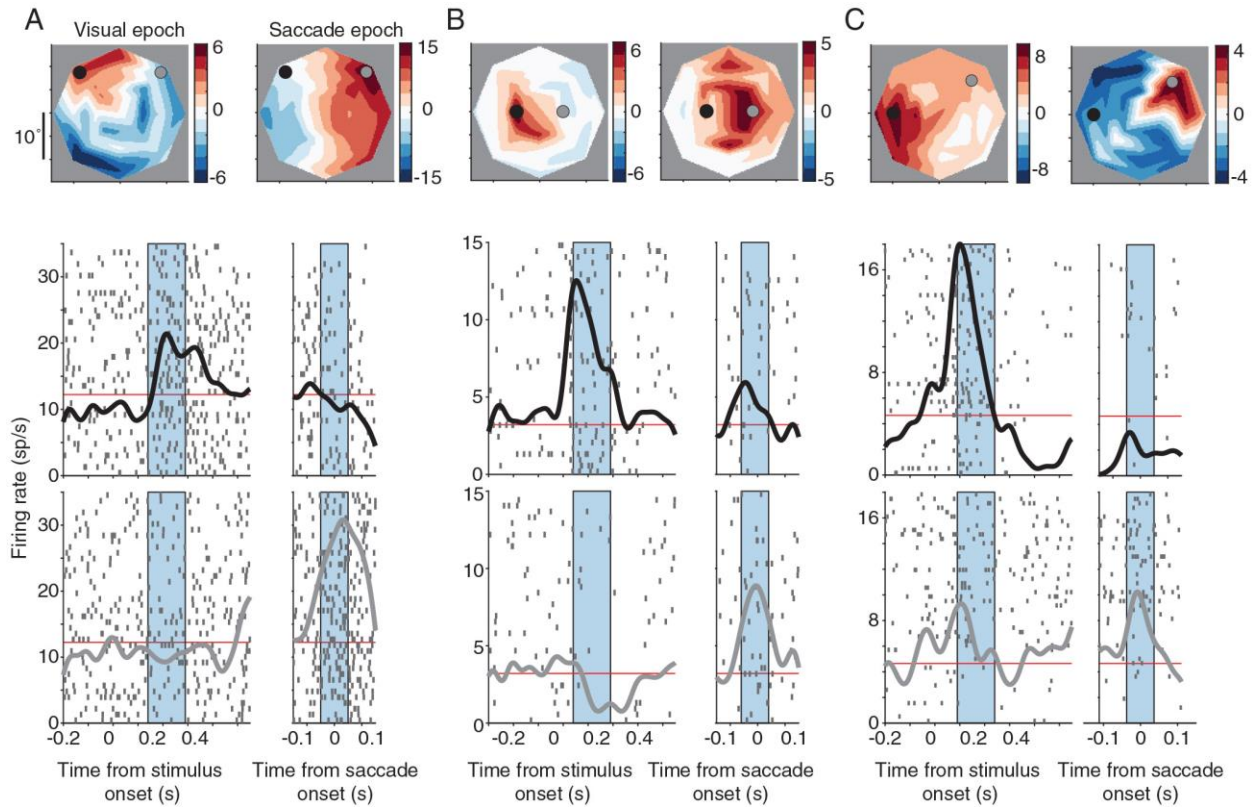 A
Visual epoch
Saccade epoch
B
C
6
0
-6
15
0
-15
6
0
-6
5
0
-5
8
0
-8
4
0
-4
10°
Firing rate (sp/s)
30
20
10
0
15
10
5
0
16
8
0
30
20
10
0
15
10
5
0
16
12
8
4
0
-0.2 0 0.2 0.4
-0.1 0 0.1
-0.2 0 0.2 0.4
-0.1 0 0.1
-0.2 0 0.2 0.4
-0.1 0 0.1
Time from stimulus
onset (s)
Time from saccade
onset (s)
Time from stimulus
onset (s)
Time from saccade
onset (s)
Time from stimulus
onset (s)
Time from saccade
onset (s)